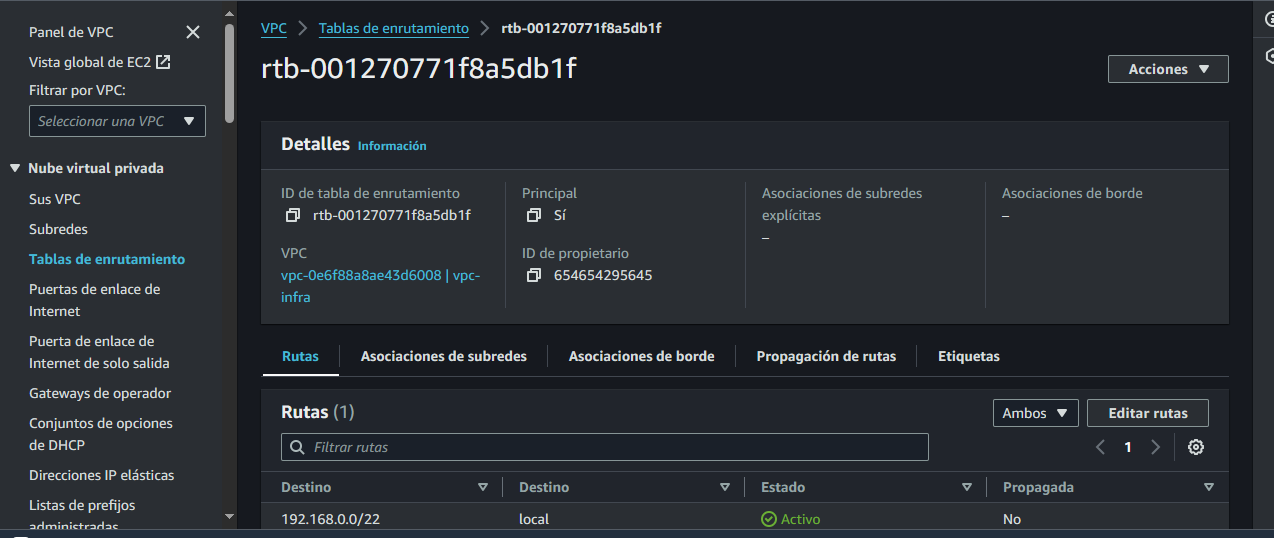 Panel de VPC
Vista global de EC2
Filtrar por VPC:
Seleccionar una VPC
Nube virtual privada
Sus VPC
Subredes
Tablas de enrutamiento
Puertas de enlace de
Internet
Puerta de enlace de
Internet de solo salida
Gateways de operador
Conjuntos de opciones
de DHCP
Direcciones IP elásticas
Listas de prefijos
administradas
VPC > Tablas de enrutamiento > rtb-001270771f8a5db1f
rtb-001270771f8a5db1f
Acciones
Detalles Información
ID de tabla de enrutamiento
rtb-001270771f8a5db1f
VPC
vpc-0e6f88a8ae43d6008 | vpc-
infra
Principal
Sí
ID de propietario
654654295645
Asociaciones de subredes
explícitas
–
Asociaciones de borde
–
Rutas Asociaciones de subredes Asociaciones de borde Propagación de rutas Etiquetas
Rutas (1)
Ambos Editar rutas
Filtrar rutas
1
Destino Destino Estado Propagada
192.168.0.0/22 local Activo No